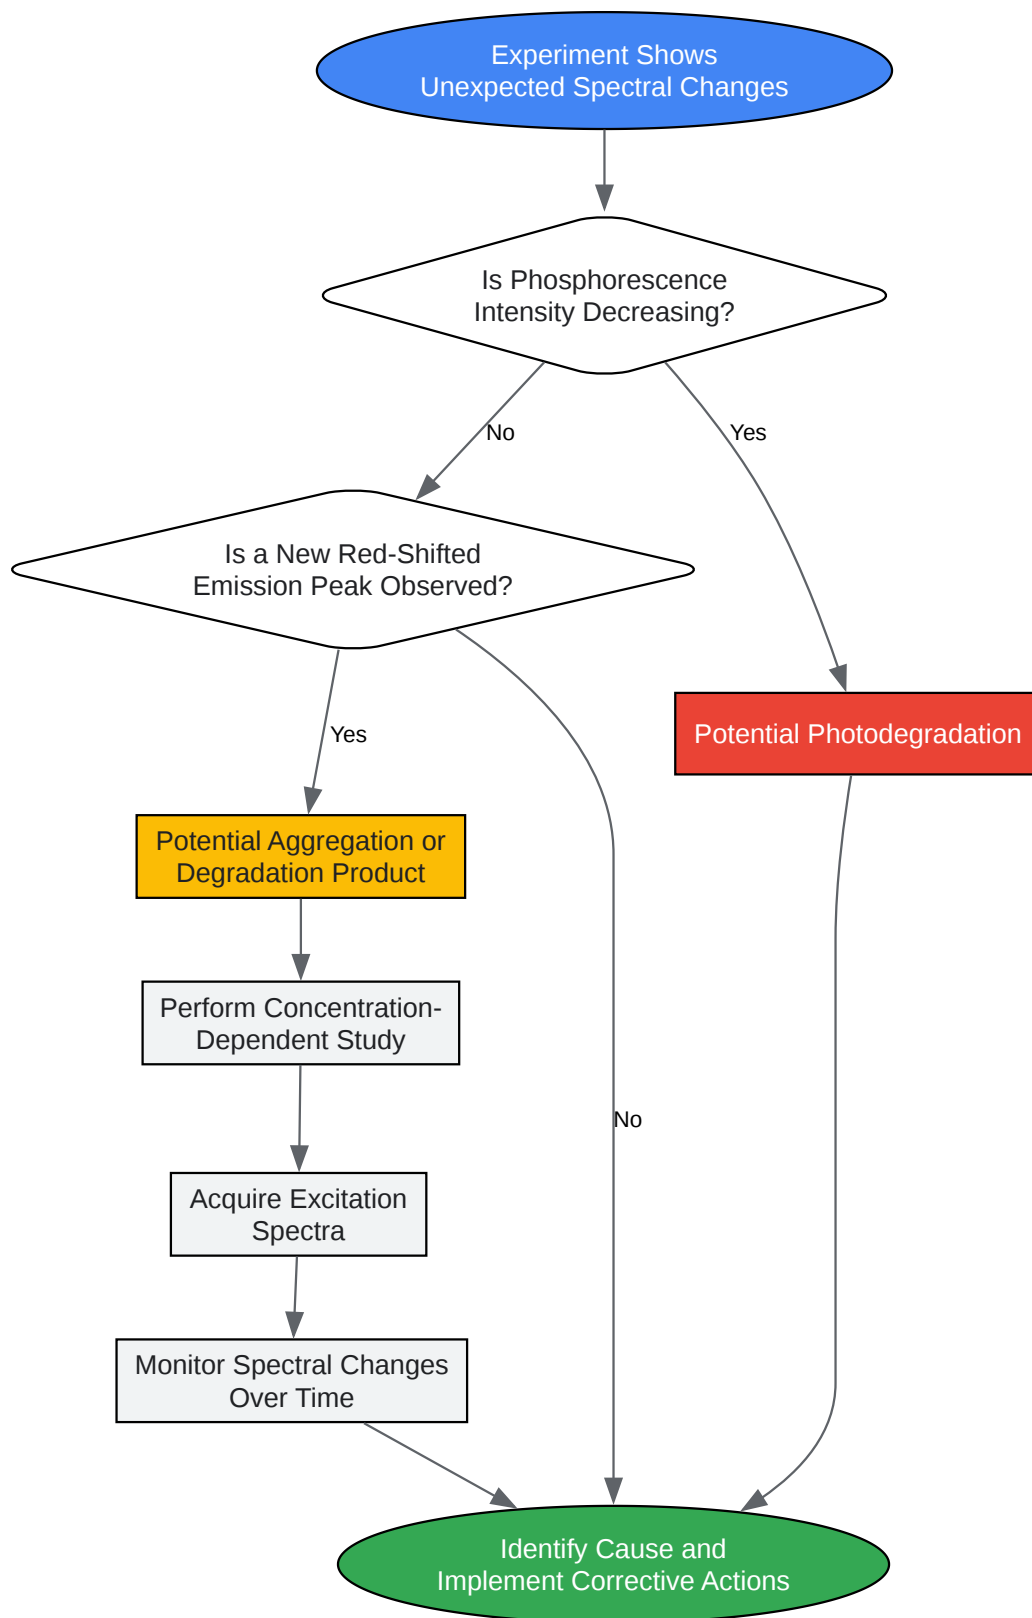 Experiment Shows
Unexpected Spectral Changes
Is Phosphorescence
Intensity Decreasing?
No
Yes
Is a New Red-Shifted
Emission Peak Observed?
Yes
Potential Photodegradation
Potential Aggregation or
Degradation Product
Perform Concentration-
Dependent Study
No
Acquire Excitation
Spectra
Monitor Spectral Changes
Over Time
Identify Cause and
Implement Corrective Actions